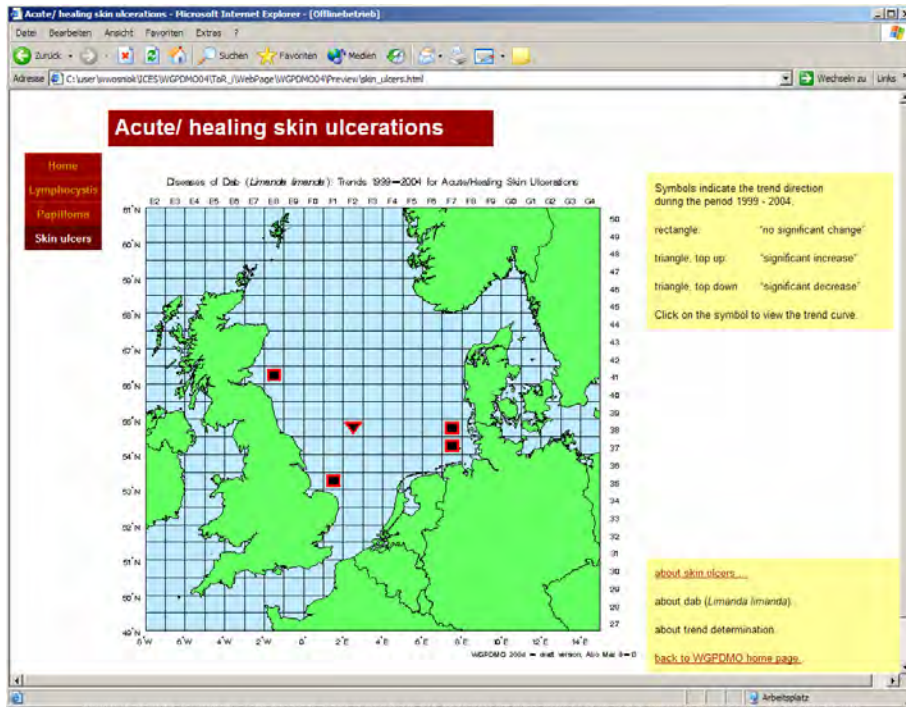 Acute/ healing skin ulcerations - Microsoft Internet Explorer - [Offlinebetrieb]
Datei Bearbeiten Ansicht Favoriten Extras ?
Zurück Suchen Favoriten Medien
Adresse C:\user\wwosniok\ICES\WGPDMO04\ToR_i\WebPage\WGPDMO04\Preview\skin_ulcers.html Wechseln zu Links
Acute/ healing skin ulcerations
Home
Lymphocystis
Papilloma
Skin ulcers
Diseases of Dab (Limanda limanda): Trends 1999–2004 for Acute/Healing Skin Ulcerations
E2 E3 E4 E5 E6 E7 E8 E9 F0 F1 F2 F3 F4 F5 F6 F7 F8 F9 G0 G1 G2 G3 G4
61°N
60°N
59°N
58°N
57°N
56°N
55°N
54°N
53°N
52°N
51°N
50°N
49°N
50
49
48
47
46
45
44
43
42
41
40
39
38
37
36
35
34
33
32
31
30
29
28
27
8°W 6°W 4°W 2°W 0° 2°E 4°E 6°E 8°E 10°E 12°E 14°E
WGPDMO 2004 – draft version,
Symbols indicate the trend direction
during the period 1999 - 2004.
rectangle: "no significant change"
triangle, top up: "significant increase"
triangle, top down "significant decrease"
Click on the symbol to view the trend curve.
about skin ulcers ...
about dab (Limanda limanda).
about trend determination.
back to WGPDMO home page.
Arbeitsplatz